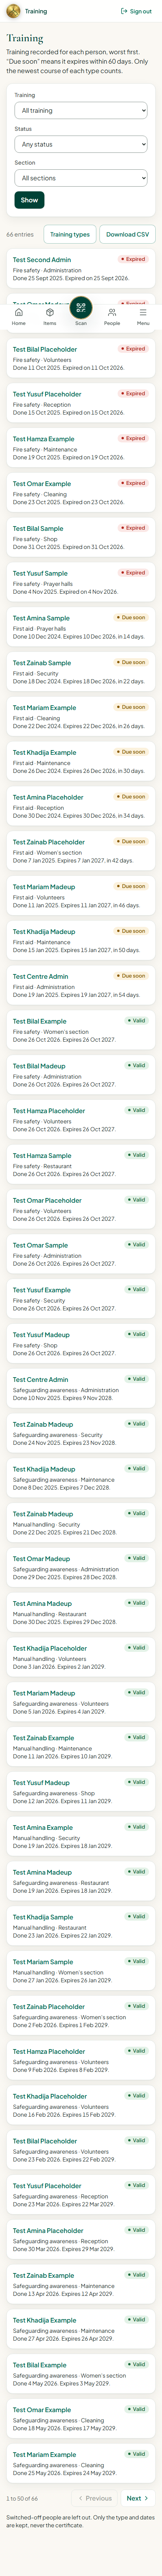 Training
Sign out
Training
Training recorded for each person, worst first.
"Due soon" means it expires within 60 days. Only
the newest course of each type counts.
Training
All training
Status
Any status
Section
All sections
Show
66 entries
Training types
Download CSV
Test Second Admin
Expired
Fire safety · Administration
Done 25 Sept 2025. Expired on 25 Sept 2026.
Expired
Home
Items
Scan
People
Menu
Test Bilal Placeholder
Expired
Fire safety · Volunteers
Done 11 Oct 2025. Expired on 11 Oct 2026.
Test Yusuf Placeholder
Expired
Fire safety · Reception
Done 15 Oct 2025. Expired on 15 Oct 2026.
Test Hamza Example
Expired
Fire safety · Maintenance
Done 19 Oct 2025. Expired on 19 Oct 2026.
Test Omar Example
Expired
Fire safety · Cleaning
Done 23 Oct 2025. Expired on 23 Oct 2026.
Test Bilal Sample
Expired
Fire safety · Shop
Done 31 Oct 2025. Expired on 31 Oct 2026.
Test Yusuf Sample
Expired
Fire safety · Prayer halls
Done 4 Nov 2025. Expired on 4 Nov 2026.
Test Amina Sample
Due soon
First aid · Prayer halls
Done 10 Dec 2024. Expires 10 Dec 2026, in 14 days.
Test Zainab Sample
Due soon
First aid · Security
Done 18 Dec 2024. Expires 18 Dec 2026, in 22 days.
Test Mariam Example
Due soon
First aid · Cleaning
Done 22 Dec 2024. Expires 22 Dec 2026, in 26 days.
Test Khadija Example
Due soon
First aid · Maintenance
Done 26 Dec 2024. Expires 26 Dec 2026, in 30 days.
Test Amina Placeholder
Due soon
First aid · Reception
Done 30 Dec 2024. Expires 30 Dec 2026, in 34 days.
Test Zainab Placeholder
Due soon
First aid · Women's section
Done 7 Jan 2025. Expires 7 Jan 2027, in 42 days.
Test Mariam Madeup
Due soon
First aid · Volunteers
Done 11 Jan 2025. Expires 11 Jan 2027, in 46 days.
Test Khadija Madeup
Due soon
First aid · Maintenance
Done 15 Jan 2025. Expires 15 Jan 2027, in 50 days.
Test Centre Admin
Due soon
First aid · Administration
Done 19 Jan 2025. Expires 19 Jan 2027, in 54 days.
Test Bilal Example
Valid
Fire safety · Women's section
Done 26 Oct 2026. Expires 26 Oct 2027.
Test Bilal Madeup
Valid
Fire safety · Administration
Done 26 Oct 2026. Expires 26 Oct 2027.
Test Hamza Placeholder
Valid
Fire safety · Volunteers
Done 26 Oct 2026. Expires 26 Oct 2027.
Test Hamza Sample
Valid
Fire safety · Restaurant
Done 26 Oct 2026. Expires 26 Oct 2027.
Test Omar Placeholder
Valid
Fire safety · Volunteers
Done 26 Oct 2026. Expires 26 Oct 2027.
Test Omar Sample
Valid
Fire safety · Administration
Done 26 Oct 2026. Expires 26 Oct 2027.
Test Yusuf Example
Valid
Fire safety · Security
Done 26 Oct 2026. Expires 26 Oct 2027.
Test Yusuf Madeup
Valid
Fire safety · Shop
Done 26 Oct 2026. Expires 26 Oct 2027.
Test Centre Admin
Valid
Safeguarding awareness · Administration
Done 10 Nov 2025. Expires 9 Nov 2028.
Test Zainab Madeup
Valid
Safeguarding awareness · Security
Done 24 Nov 2025. Expires 23 Nov 2028.
Test Khadija Madeup
Valid
Safeguarding awareness · Maintenance
Done 8 Dec 2025. Expires 7 Dec 2028.
Test Zainab Madeup
Valid
Manual handling · Security
Done 22 Dec 2025. Expires 21 Dec 2028.
Test Omar Madeup
Valid
Safeguarding awareness · Administration
Done 29 Dec 2025. Expires 28 Dec 2028.
Test Amina Madeup
Valid
Manual handling · Restaurant
Done 30 Dec 2025. Expires 29 Dec 2028.
Test Khadija Placeholder
Valid
Manual handling · Volunteers
Done 3 Jan 2026. Expires 2 Jan 2029.
Test Mariam Madeup
Valid
Manual handling · Volunteers
Done 5 Jan 2026. Expires 4 Jan 2029.
Test Zainab Example
Valid
Manual handling · Maintenance
Done 11 Jan 2026. Expires 10 Jan 2029.
Test Yusuf Madeup
Valid
Safeguarding awareness · Shop
Done 12 Jan 2026. Expires 11 Jan 2029.
Test Amina Example
Valid
Manual handling · Security
Done 19 Jan 2026. Expires 18 Jan 2029.
Test Amina Madeup
Valid
Safeguarding awareness · Restaurant
Done 19 Jan 2026. Expires 18 Jan 2029.
Test Khadija Sample
Valid
Manual handling · Restaurant
Done 23 Jan 2026. Expires 22 Jan 2029.
Test Mariam Sample
Valid
Manual handling · Women's section
Done 27 Jan 2026. Expires 26 Jan 2029.
Test Zainab Placeholder
Valid
Safeguarding awareness · Women's section
Done 2 Feb 2026. Expires 1 Feb 2029.
Test Hamza Placeholder
Valid
Safeguarding awareness · Volunteers
Done 9 Feb 2026. Expires 8 Feb 2029.
Test Khadija Placeholder
Valid
Safeguarding awareness · Volunteers
Done 16 Feb 2026. Expires 15 Feb 2029.
Test Bilal Placeholder
Valid
Safeguarding awareness · Volunteers
Done 23 Feb 2026. Expires 22 Feb 2029.
Test Yusuf Placeholder
Valid
Safeguarding awareness · Reception
Done 23 Mar 2026. Expires 22 Mar 2029.
Test Amina Placeholder
Valid
Safeguarding awareness · Reception
Done 30 Mar 2026. Expires 29 Mar 2029.
Test Zainab Example
Valid
Safeguarding awareness · Maintenance
Done 13 Apr 2026. Expires 12 Apr 2029.
Test Khadija Example
Valid
Safeguarding awareness · Maintenance
Done 27 Apr 2026. Expires 26 Apr 2029.
Test Bilal Example
Valid
Safeguarding awareness · Women's section
Done 4 May 2026. Expires 3 May 2029.
Test Omar Example
Valid
Safeguarding awareness · Cleaning
Done 18 May 2026. Expires 17 May 2029.
Test Mariam Example
Valid
Safeguarding awareness · Cleaning
Done 25 May 2026. Expires 24 May 2029.
1 to 50 of 66
Previous
Next
Switched-off people are left out. Only the type and dates
are kept, never the certificate.